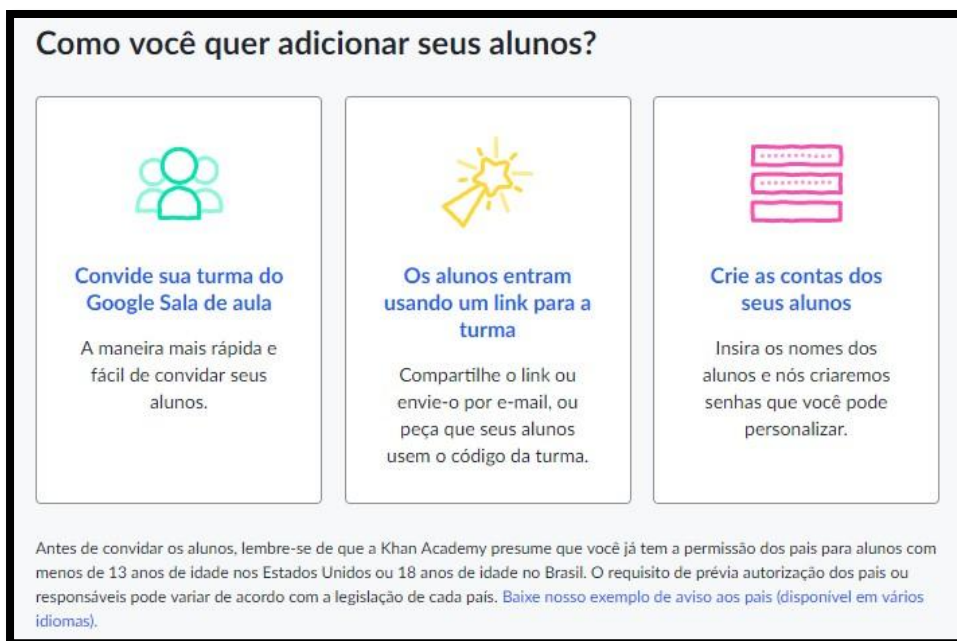 Como você quer adicionar seus alunos?
Convide sua turma do
Google Sala de aula
A maneira mais rápida e
fácil de convidar seus
alunos.
Os alunos entram
usando um link para a
turma
Compartilhe o link ou
envie-o por e-mail, ou
peça que seus alunos
usem o código da turma.
Crie as contas dos
seus alunos
Insira os nomes dos
alunos e nós criaremos
senhas que você pode
personalizar.
Antes de convidar os alunos, lembre-se de que a Khan Academy presume que você já tem a permissão dos pais para alunos com
menos de 13 anos de idade nos Estados Unidos ou 18 anos de idade no Brasil. O requisito de prévia autorização dos pais ou
responsáveis pode variar de acordo com a legislação de cada país. Baixe nosso exemplo de aviso aos pais (disponível em vários
idiomas).